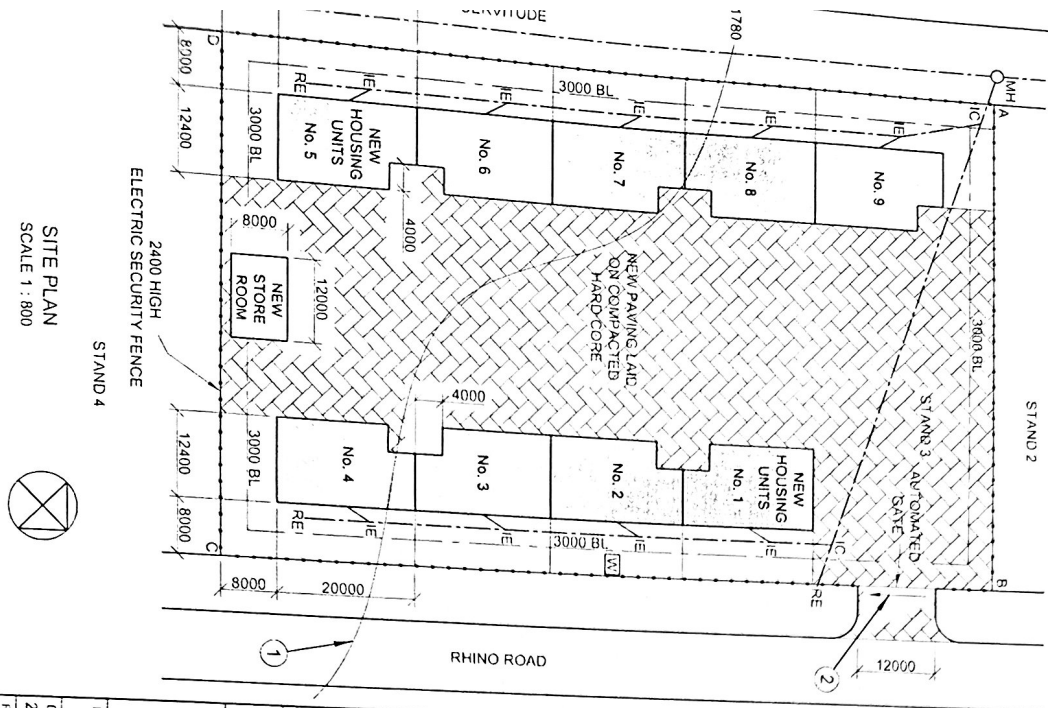 SERVITUDE
1780
MH
A
IC
D
8000
12400
3000 BL
RE
IE
IE
IE
IE
IE
3000 BL
3000 BL
NEW
HOUSING
UNITS
No. 5
No. 6
No. 7
No. 8
No. 9
4000
8000
12000
NEW
STORE
ROOM
NEW PAVING LAID
ON COMPACTED
HARD CORE
STAND 3
AUTOMATED
GATE
STAND 2
B
4000
NEW
HOUSING
UNITS
No. 1
No. 2
No. 3
No. 4
12400
8000
3000 BL
RE
IE
IE
IE
IE
IC
3000 BL
W
RE
C
8000
20000
1
2
12000
RHINO ROAD
2400 HIGH
ELECTRIC SECURITY FENCE
STAND 4
SITE PLAN
SCALE 1 : 800